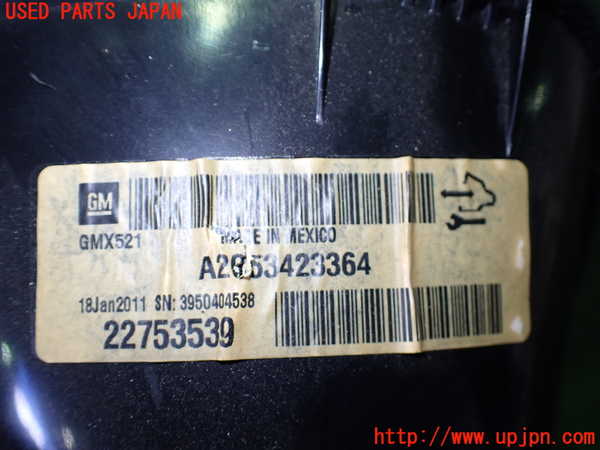 USED PARTS JAPAN
GM
GMX521
MADE IN MEXICO
18Jan2011 SN: 3950404538
22753539
http://www.upjpn.com/